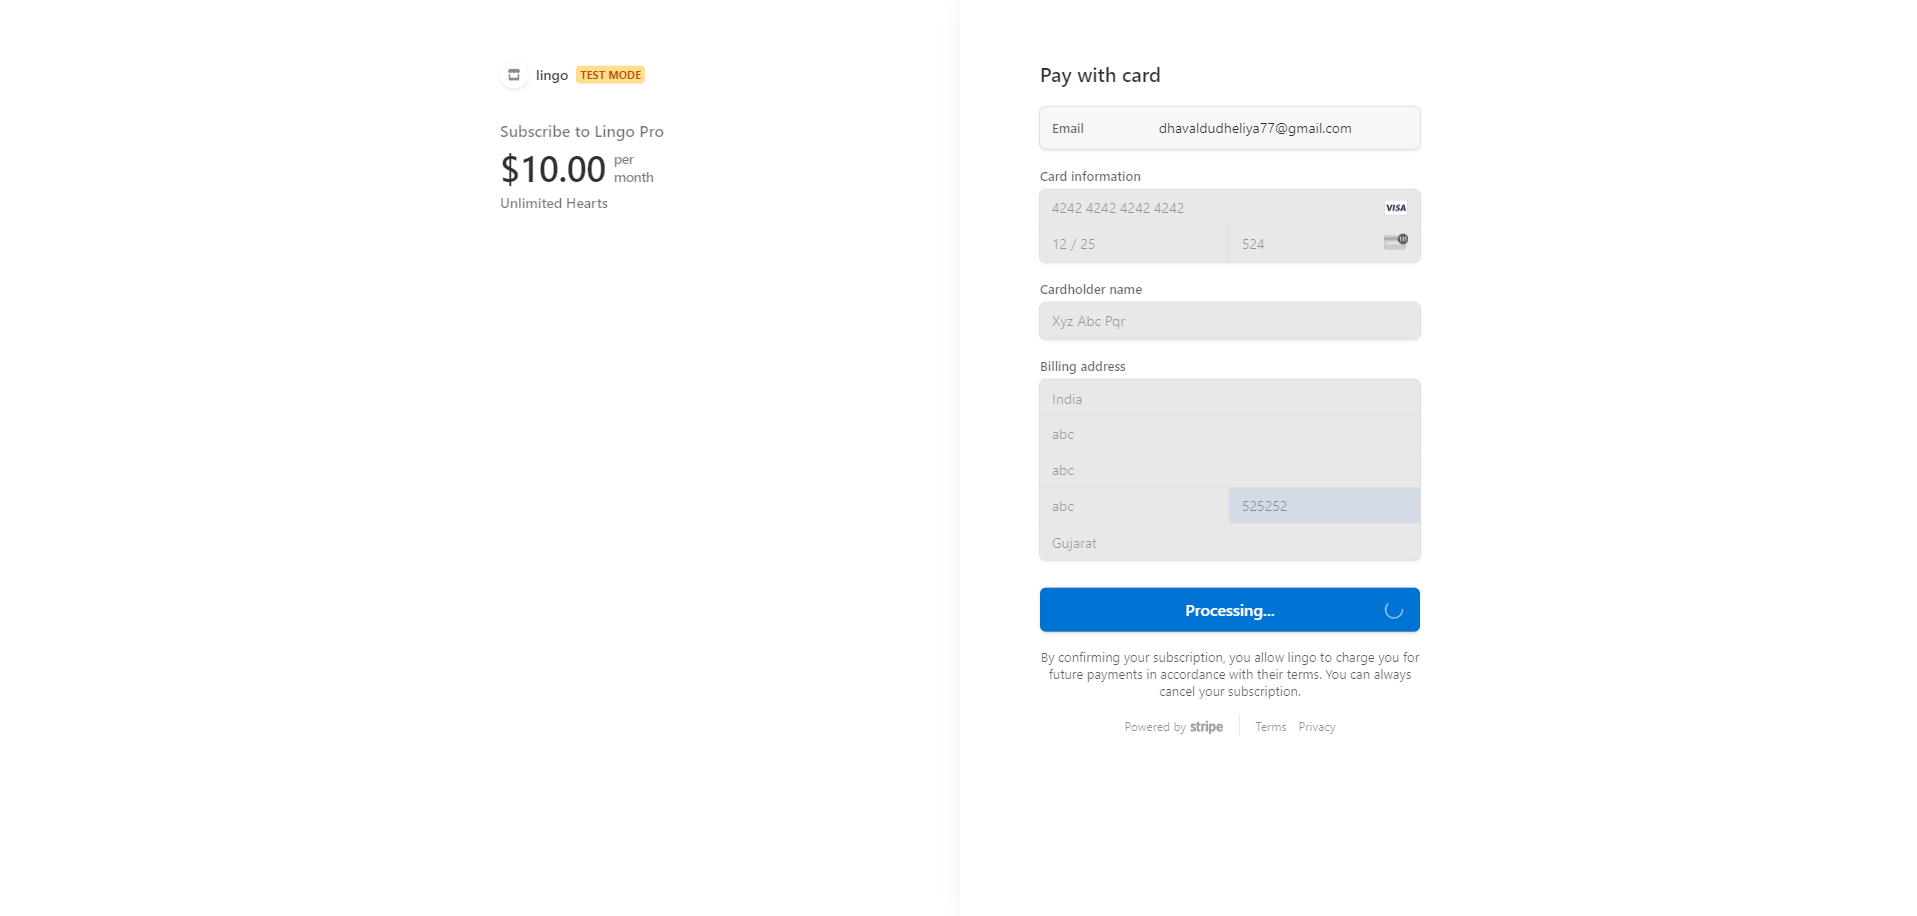 lingo TEST MODE
Subscribe to Lingo Pro
$10.00 per
month
Unlimited Hearts
Pay with card
Email dhavaldudheliya77@gmail.com
Card information
4242 4242 4242 4242 VISA
12 / 25 524
Cardholder name
Xyz Abc Pqr
Billing address
India
abc
abc
abc 525252
Gujarat
Processing...
By confirming your subscription, you allow lingo to charge you for
future payments in accordance with their terms. You can always
cancel your subscription.
Powered by stripe Terms Privacy